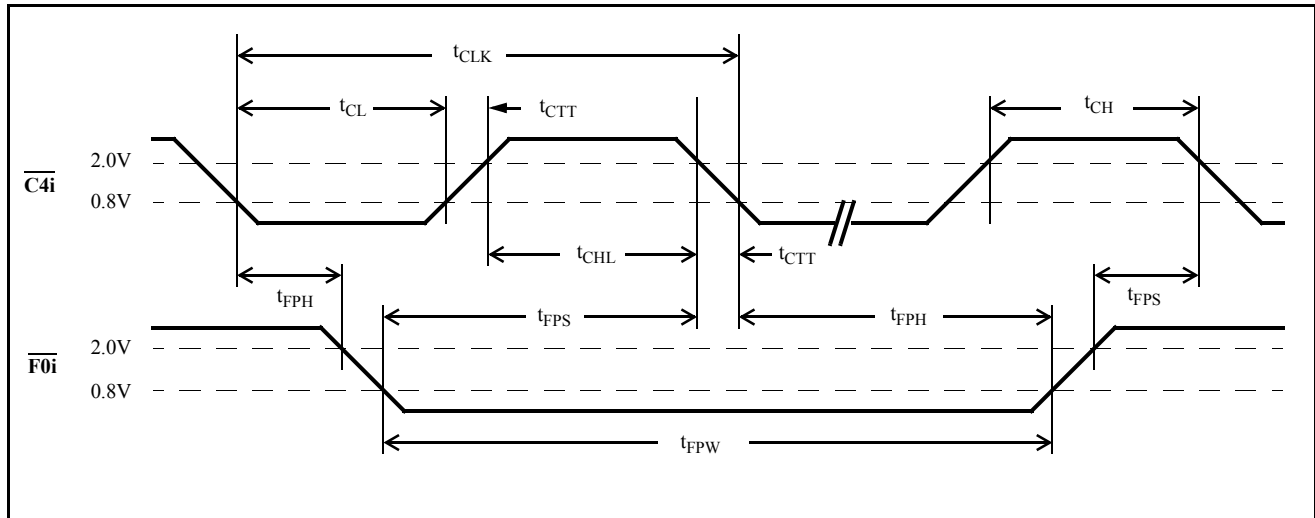 tCLK
tCL
tCTT
tCH
2.0V
C4i
0.8V
tCHL
tCTT
tFPH
tFPS
tFPS
tFPH
2.0V
F0i
0.8V
tFPW